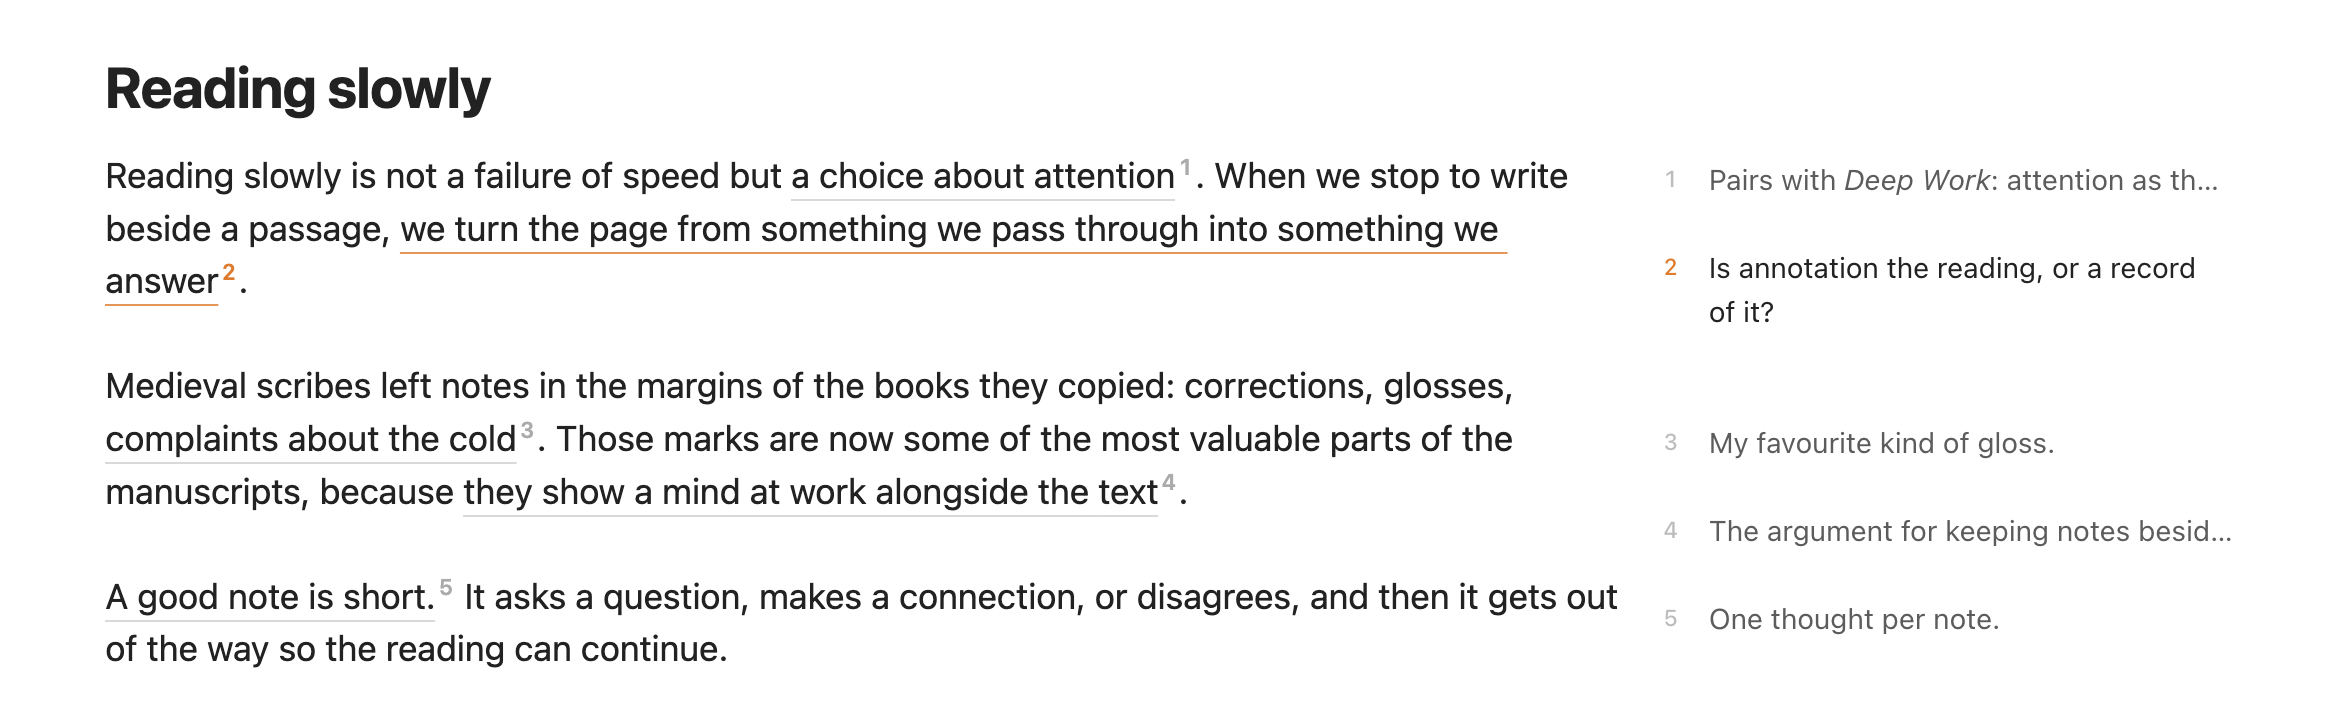 Reading slowly
Reading slowly is not a failure of speed but a choice about attention1. When we stop to write
beside a passage, we turn the page from something we pass through into something we
answer2.
Medieval scribes left notes in the margins of the books they copied: corrections, glosses,
complaints about the cold3. Those marks are now some of the most valuable parts of the
manuscripts, because they show a mind at work alongside the text4.
A good note is short.5 It asks a question, makes a connection, or disagrees, and then it gets out
of the way so the reading can continue.
1 Pairs with Deep Work: attention as th...
2 Is annotation the reading, or a record
of it?
3 My favourite kind of gloss.
4 The argument for keeping notes besid...
5 One thought per note.